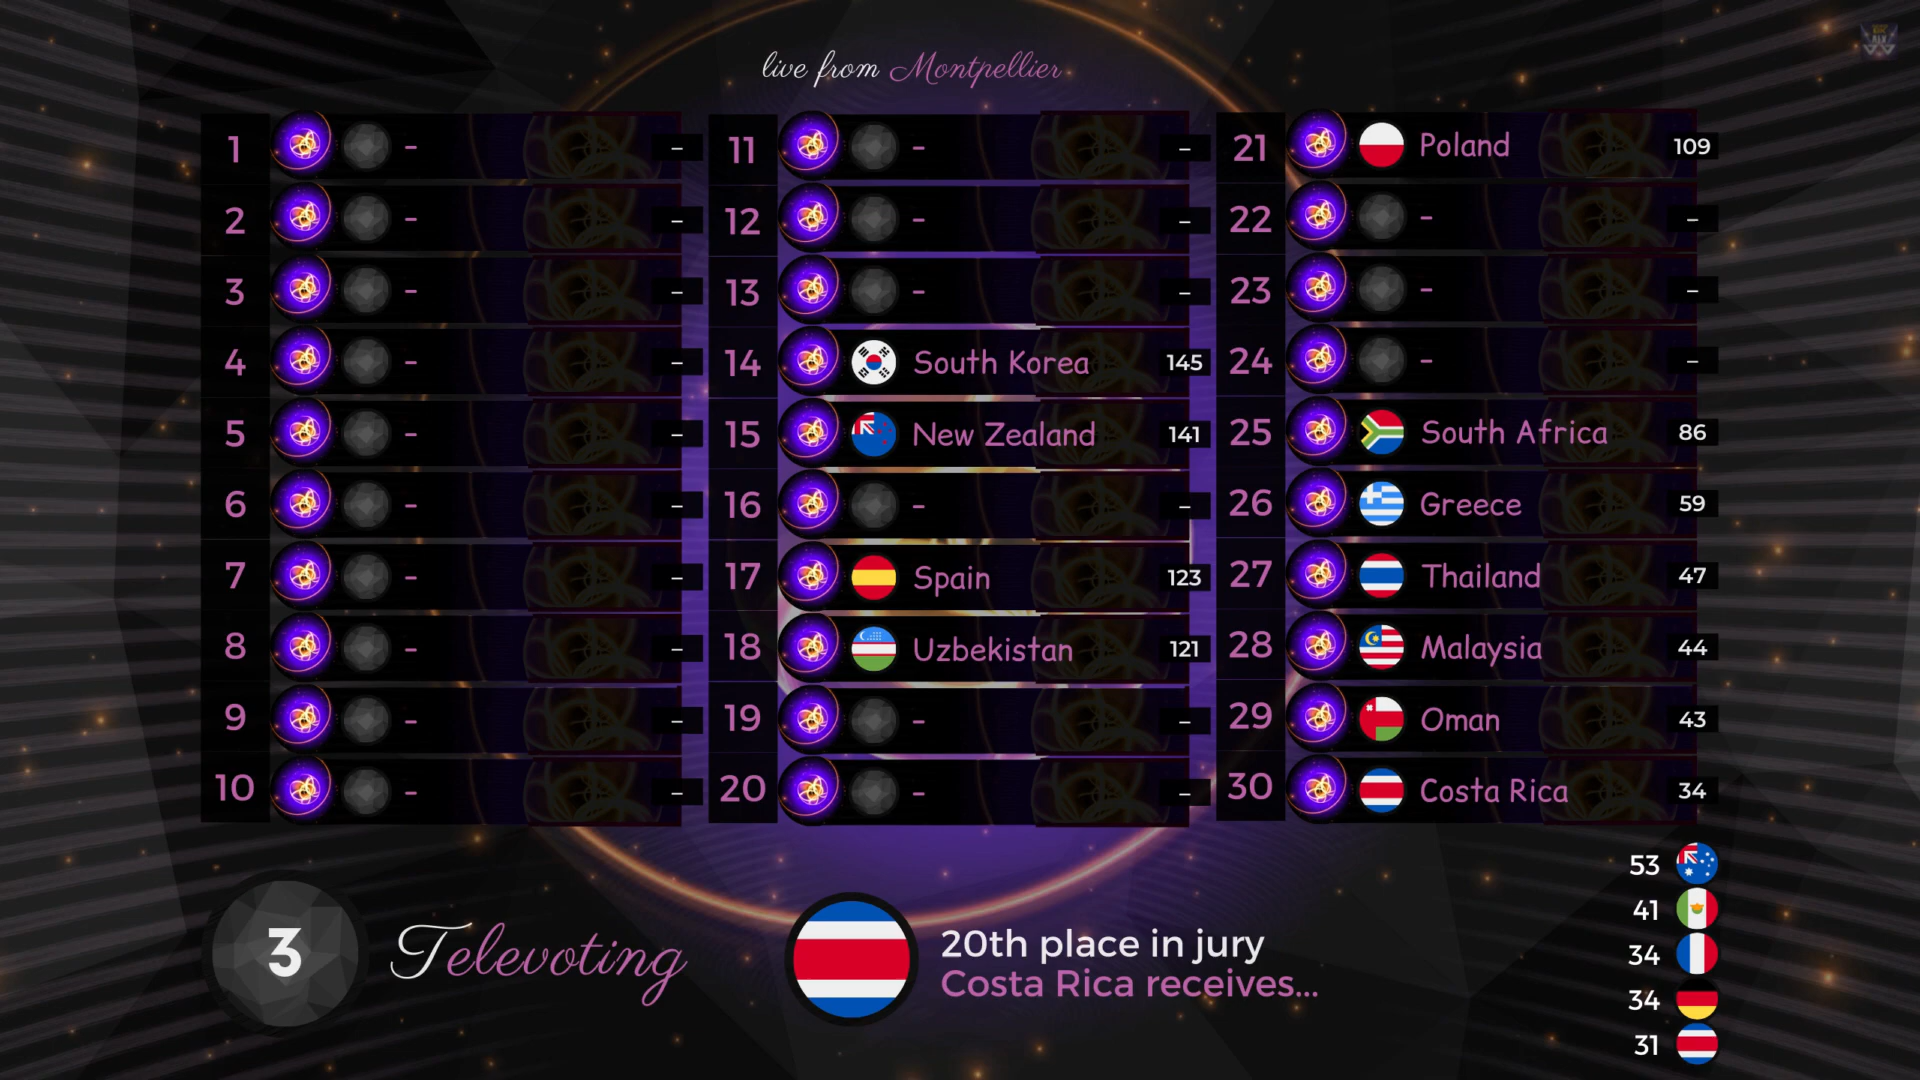 live from Montpellier
1 - -
2 - -
3 - -
4 - -
5 - -
6 - -
7 - -
8 - -
9 - -
10 - -
11 - -
12 - -
13 - -
14 South Korea 145
15 New Zealand 141
16 - -
17 Spain 123
18 Uzbekistan 121
19 - -
20 - -
21 Poland 109
22 - -
23 - -
24 - -
25 South Africa 86
26 Greece 59
27 Thailand 47
28 Malaysia 44
29 Oman 43
30 Costa Rica 34
3 Televoting
20th place in jury
Costa Rica receives...
53
41
34
34
31